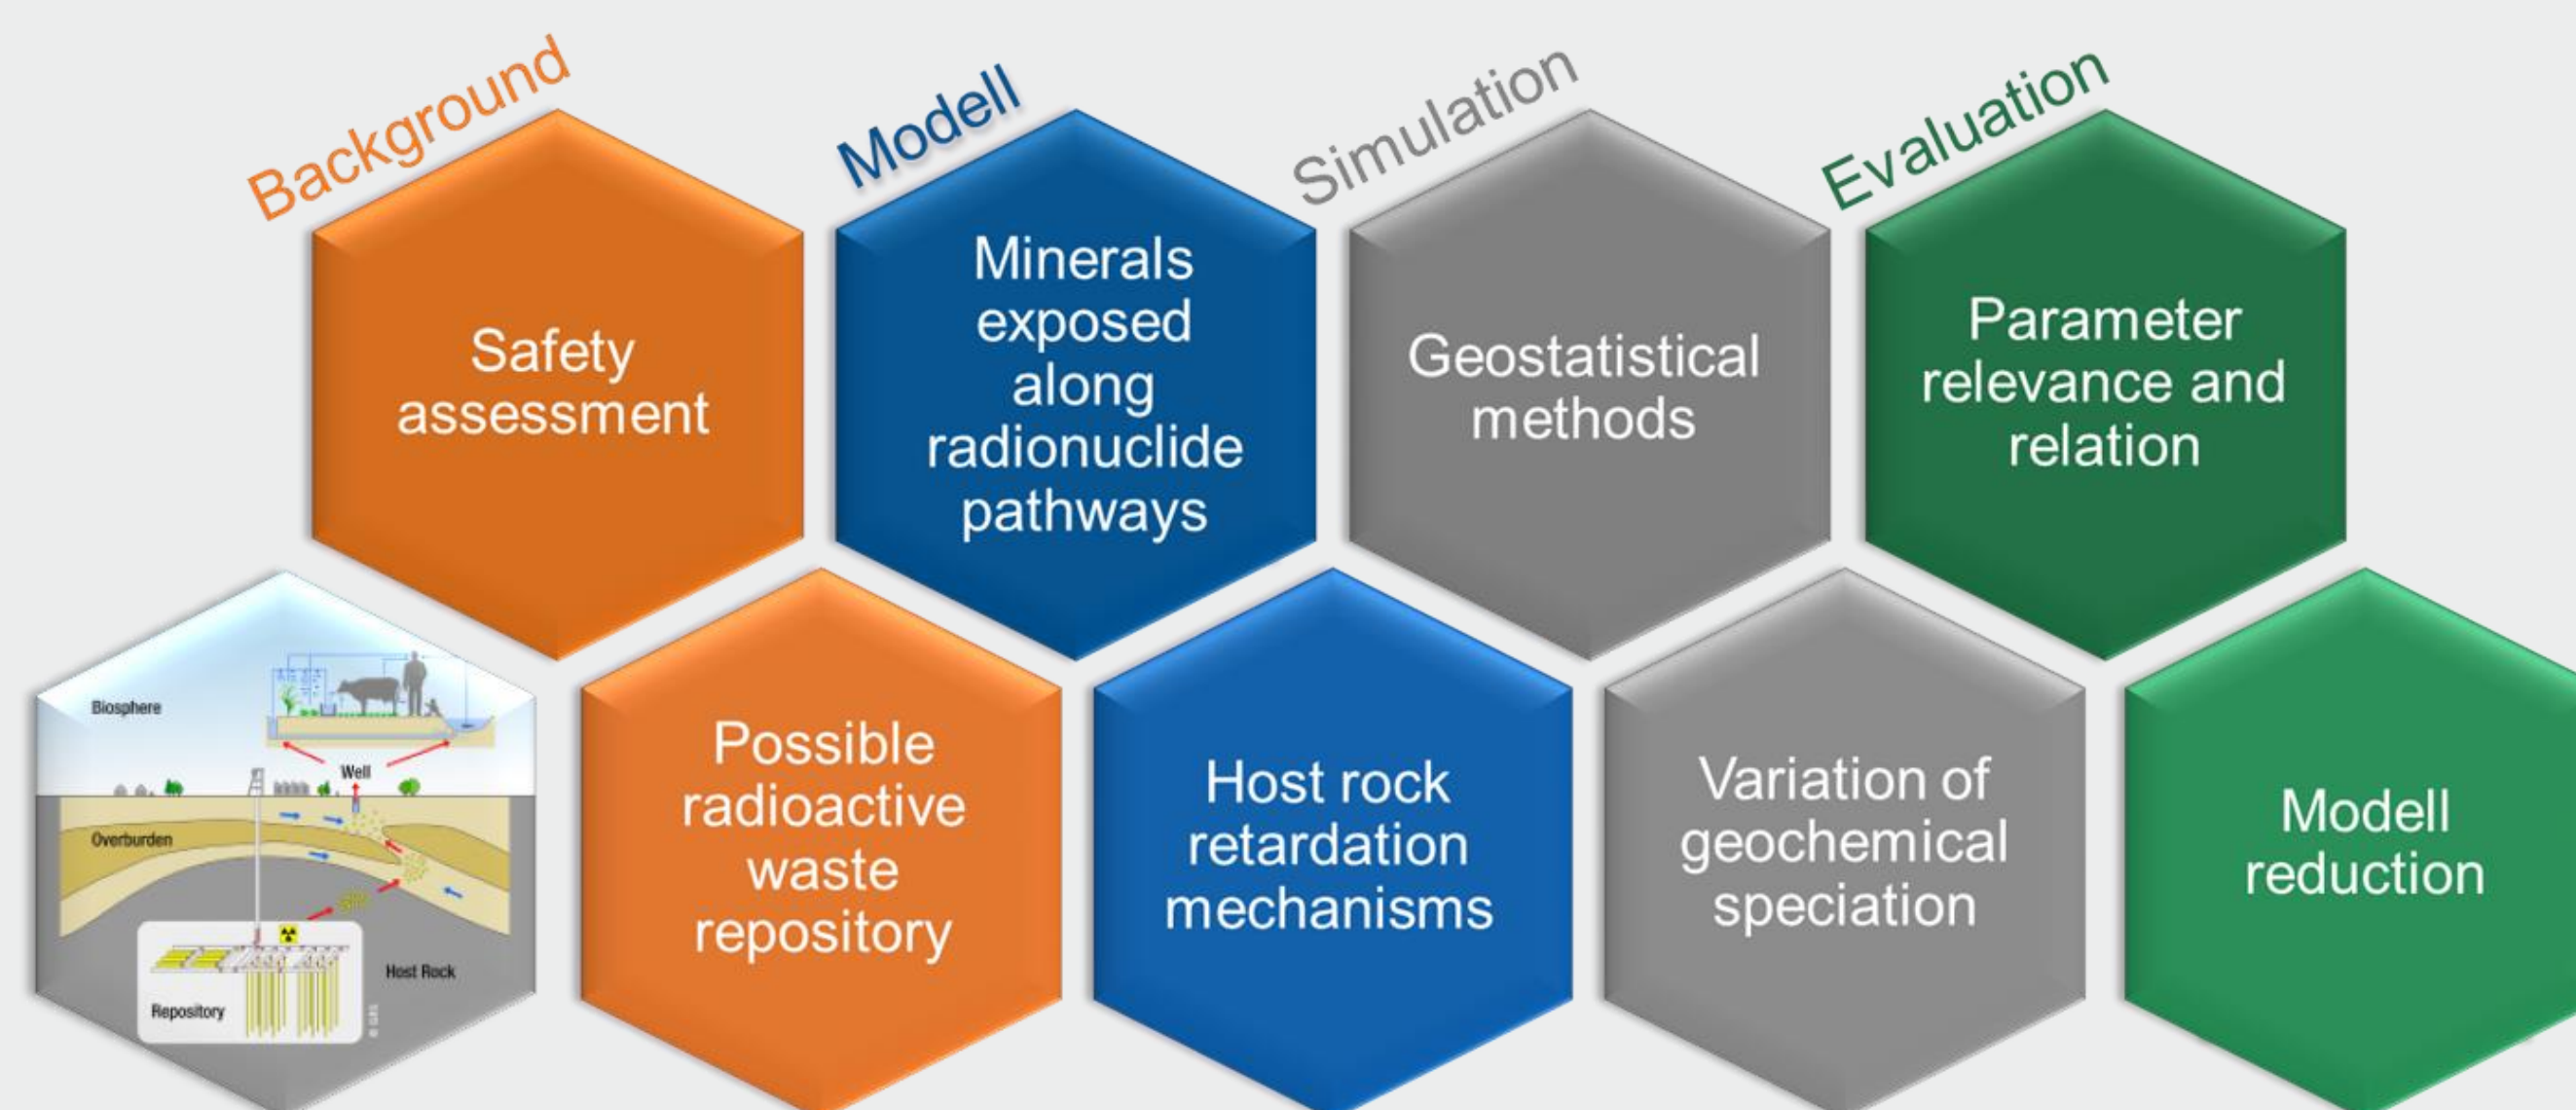 Background
Modell
Simulation
Evaluation
Safety
assessment
Minerals
exposed
along
radionuclide
pathways
Geostatistical
methods
Parameter
relevance and
relation
Biosphere
Well
Overburden
Host Rock
Repository
© GRS
Possible
radioactive
waste
repository
Host rock
retardation
mechanisms
Variation of
geochemical
speciation
Modell
reduction